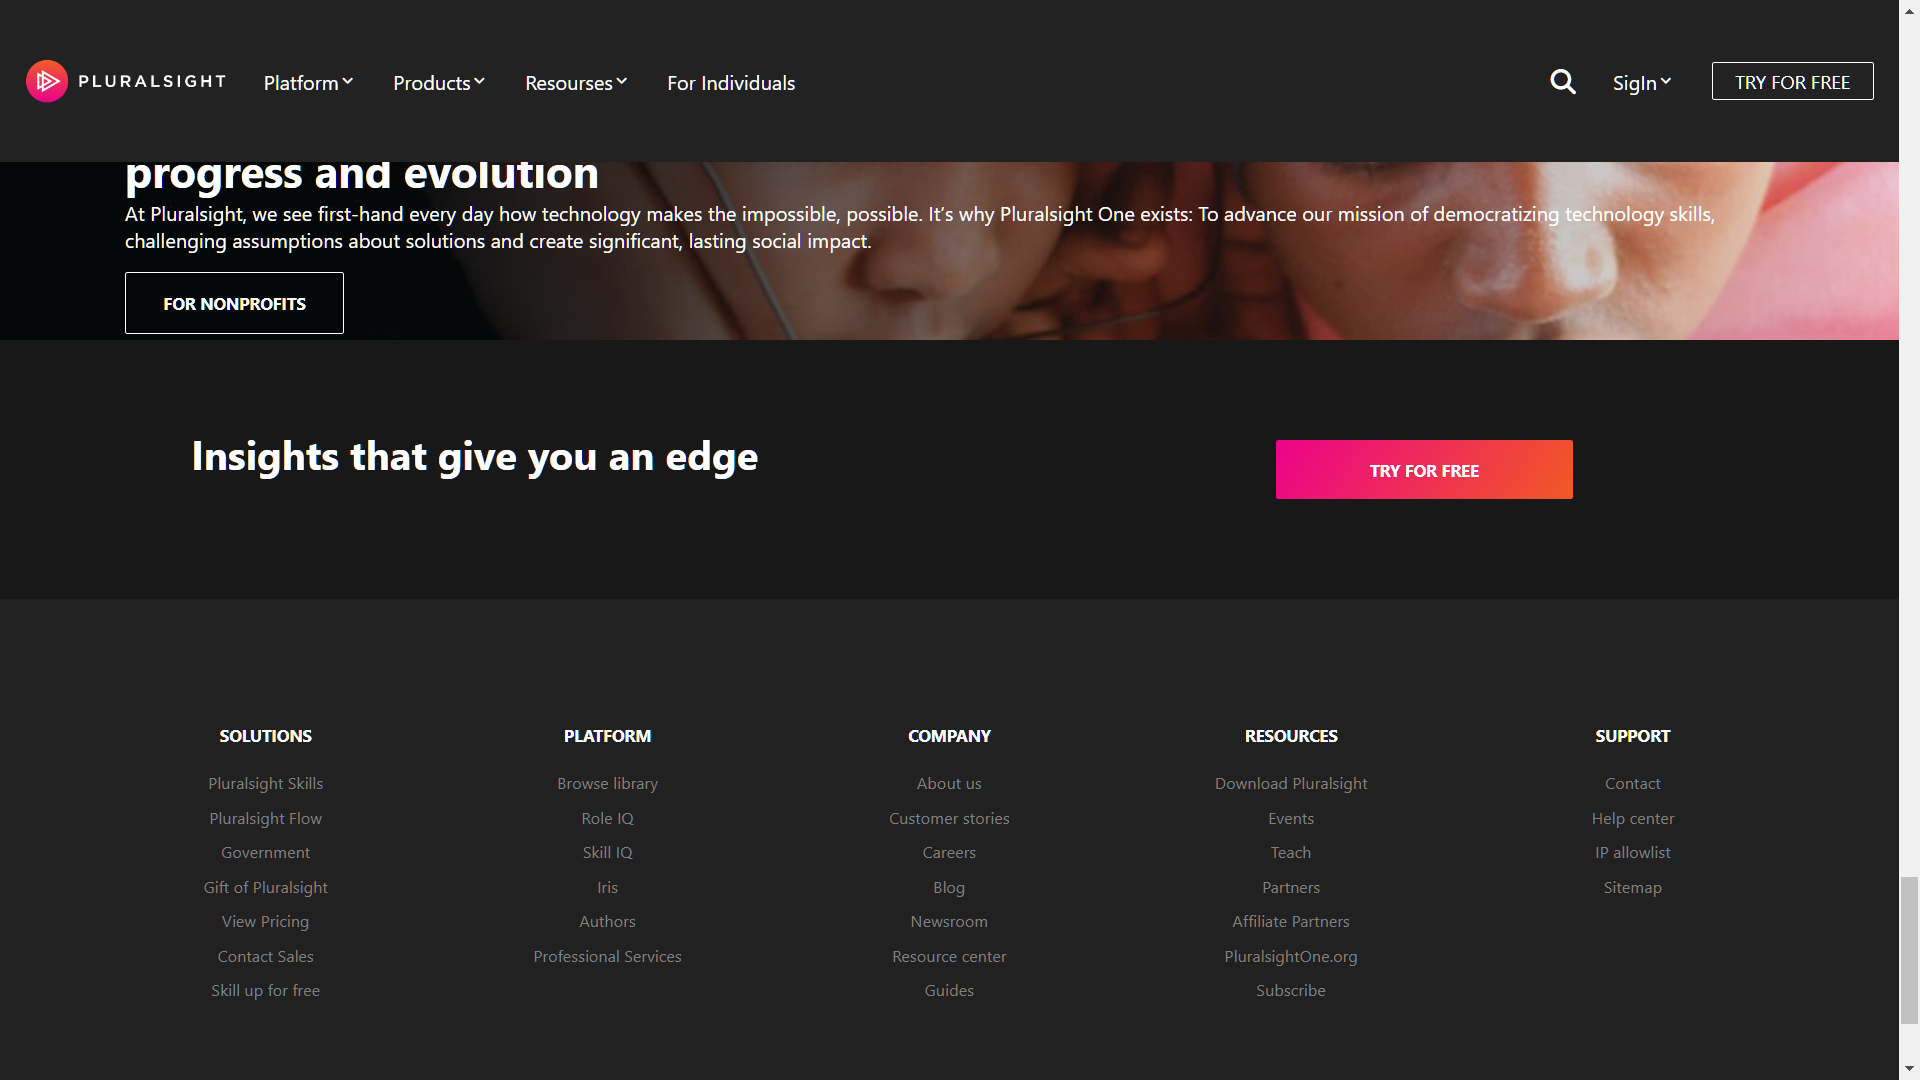 PLURALSIGHT Platform Products Resourses For Individuals SigIn TRY FOR FREE
progress and evolution
At Pluralsight, we see first-hand every day how technology makes the impossible, possible. It’s why Pluralsight One exists: To advance our mission of democratizing technology skills,
challenging assumptions about solutions and create significant, lasting social impact.
FOR NONPROFITS
Insights that give you an edge
TRY FOR FREE
SOLUTIONS
Pluralsight Skills
Pluralsight Flow
Government
Gift of Pluralsight
View Pricing
Contact Sales
Skill up for free
PLATFORM
Browse library
Role IQ
Skill IQ
Iris
Authors
Professional Services
COMPANY
About us
Customer stories
Careers
Blog
Newsroom
Resource center
Guides
RESOURCES
Download Pluralsight
Events
Teach
Partners
Affiliate Partners
PluralsightOne.org
Subscribe
SUPPORT
Contact
Help center
IP allowlist
Sitemap